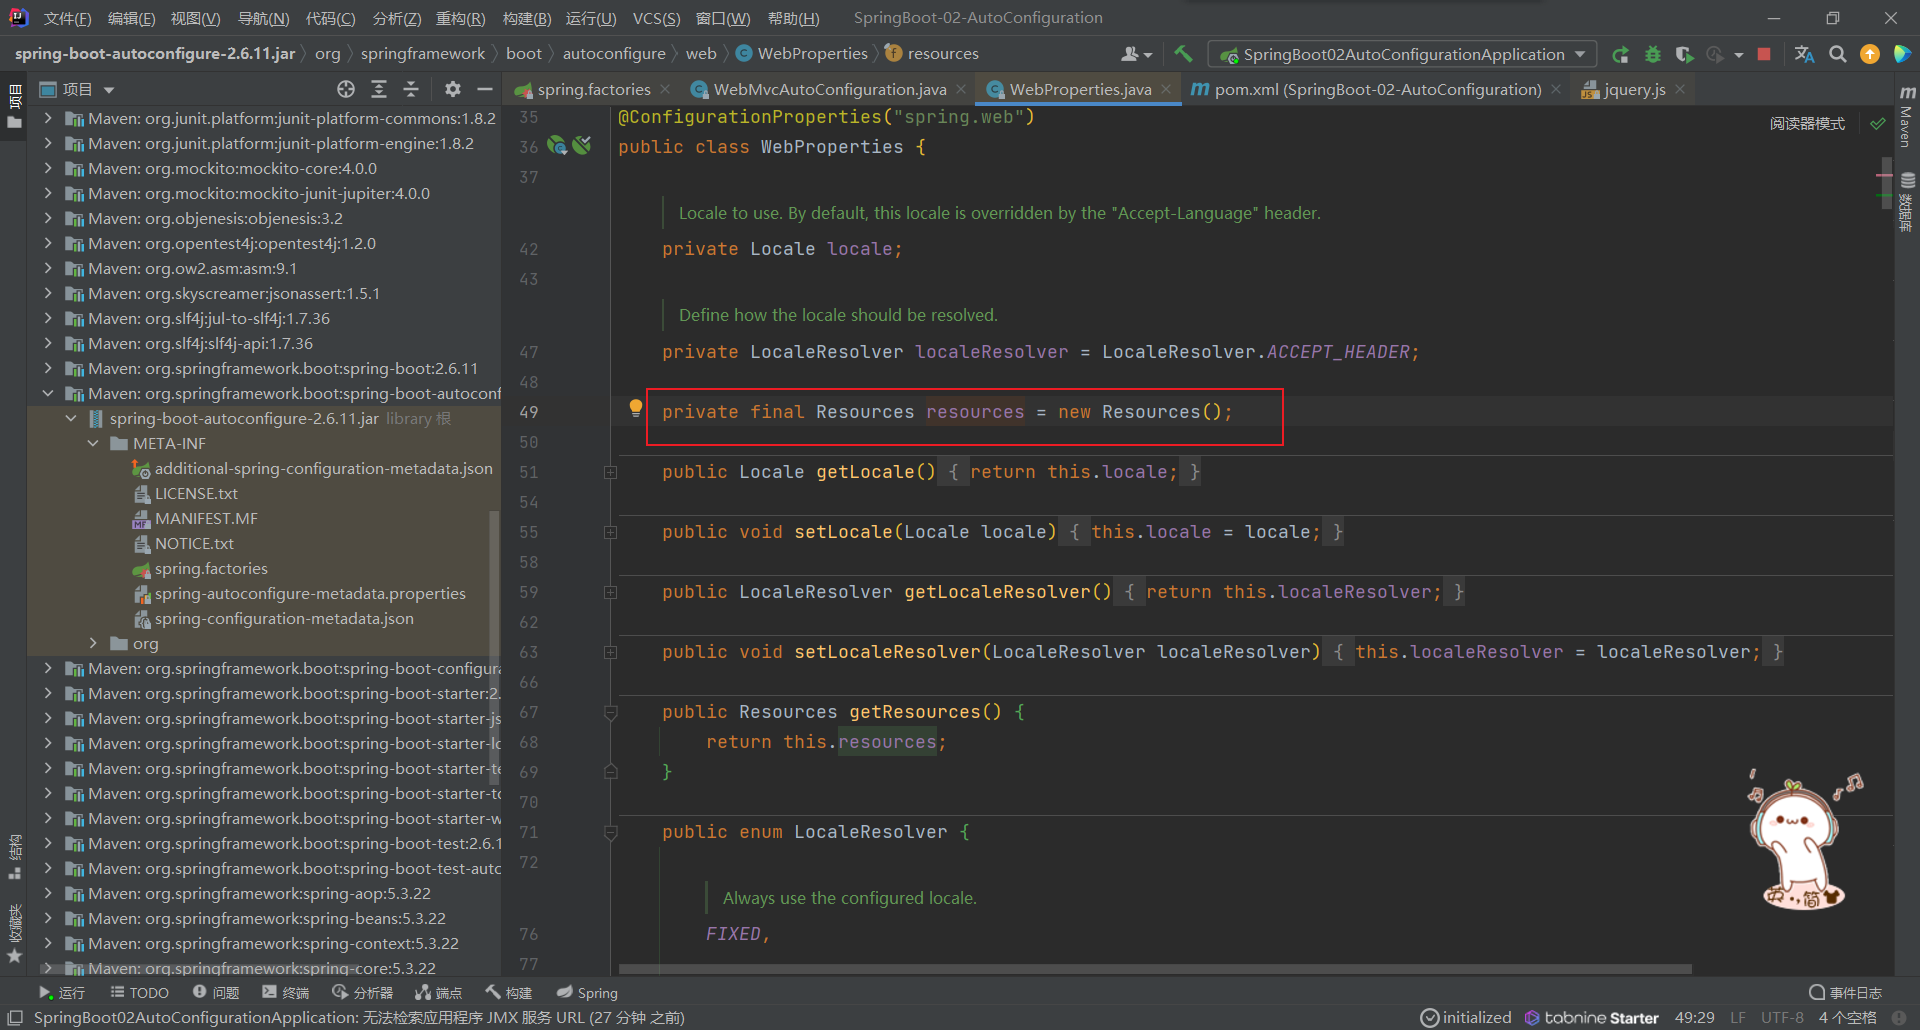 文件(F) 编辑(E) 视图(V) 导航(N) 代码(C) 分析(Z) 重构(R) 构建(B) 运行(U) VCS(S) 窗口(W) 帮助(H) SpringBoot-02-AutoConfiguration
spring-boot-autoconfigure-2.6.11.jar org springframework boot autoconfigure web WebProperties resources SpringBoot02AutoConfigurationApplication
项目
项目
spring.factories WebMvcAutoConfiguration.java WebProperties.java pom.xml (SpringBoot-02-AutoConfiguration) jquery.js
Maven: org.junit.platform:junit-platform-commons:1.8.2
Maven: org.junit.platform:junit-platform-engine:1.8.2
Maven: org.mockito:mockito-core:4.0.0
Maven: org.mockito:mockito-junit-jupiter:4.0.0
Maven: org.objenesis:objenesis:3.2
Maven: org.opentest4j:opentest4j:1.2.0
Maven: org.ow2.asm:asm:9.1
Maven: org.skyscreamer:jsonassert:1.5.1
Maven: org.slf4j:jul-to-slf4j:1.7.36
Maven: org.slf4j:slf4j-api:1.7.36
Maven: org.springframework.boot:spring-boot:2.6.11
Maven: org.springframework.boot:spring-boot-autoconf
spring-boot-autoconfigure-2.6.11.jar library 根
META-INF
additional-spring-configuration-metadata.json
LICENSE.txt
MANIFEST.MF
NOTICE.txt
spring.factories
spring-autoconfigure-metadata.properties
spring-configuration-metadata.json
org
Maven: org.springframework.boot:spring-boot-configura
Maven: org.springframework.boot:spring-boot-starter:2.
Maven: org.springframework.boot:spring-boot-starter-js
Maven: org.springframework.boot:spring-boot-starter-lo
Maven: org.springframework.boot:spring-boot-starter-te
Maven: org.springframework.boot:spring-boot-starter-to
Maven: org.springframework.boot:spring-boot-starter-w
Maven: org.springframework.boot:spring-boot-test:2.6.1
Maven: org.springframework.boot:spring-boot-test-auto
Maven: org.springframework:spring-aop:5.3.22
Maven: org.springframework:spring-beans:5.3.22
Maven: org.springframework:spring-context:5.3.22
Maven: org.springframework:spring-core:5.3.22
结构
收藏夹
35 @ConfigurationProperties("spring.web")
36 public class WebProperties {
37
Locale to use. By default, this locale is overridden by the "Accept-Language" header.
42 private Locale locale;
43
Define how the locale should be resolved.
47 private LocaleResolver localeResolver = LocaleResolver.ACCEPT_HEADER;
48
49 private final Resources resources = new Resources();
50
51 public Locale getLocale() { return this.locale; }
54
55 public void setLocale(Locale locale) { this.locale = locale; }
58
59 public LocaleResolver getLocaleResolver() { return this.localeResolver; }
62
63 public void setLocaleResolver(LocaleResolver localeResolver) { this.localeResolver = localeResolver; }
66
67 public Resources getResources() {
68 return this.resources;
69 }
70
71 public enum LocaleResolver {
72
Always use the configured locale.
76 FIXED,
77
阅读器模式
Maven
数据库
英 简
运行 TODO 问题 终端 分析器 端点 构建 Spring 事件日志
SpringBoot02AutoConfigurationApplication: 无法检索应用程序 JMX 服务 URL (27 分钟 之前) initialized tabnine Starter 49:29 LF UTF-8 4 个空格